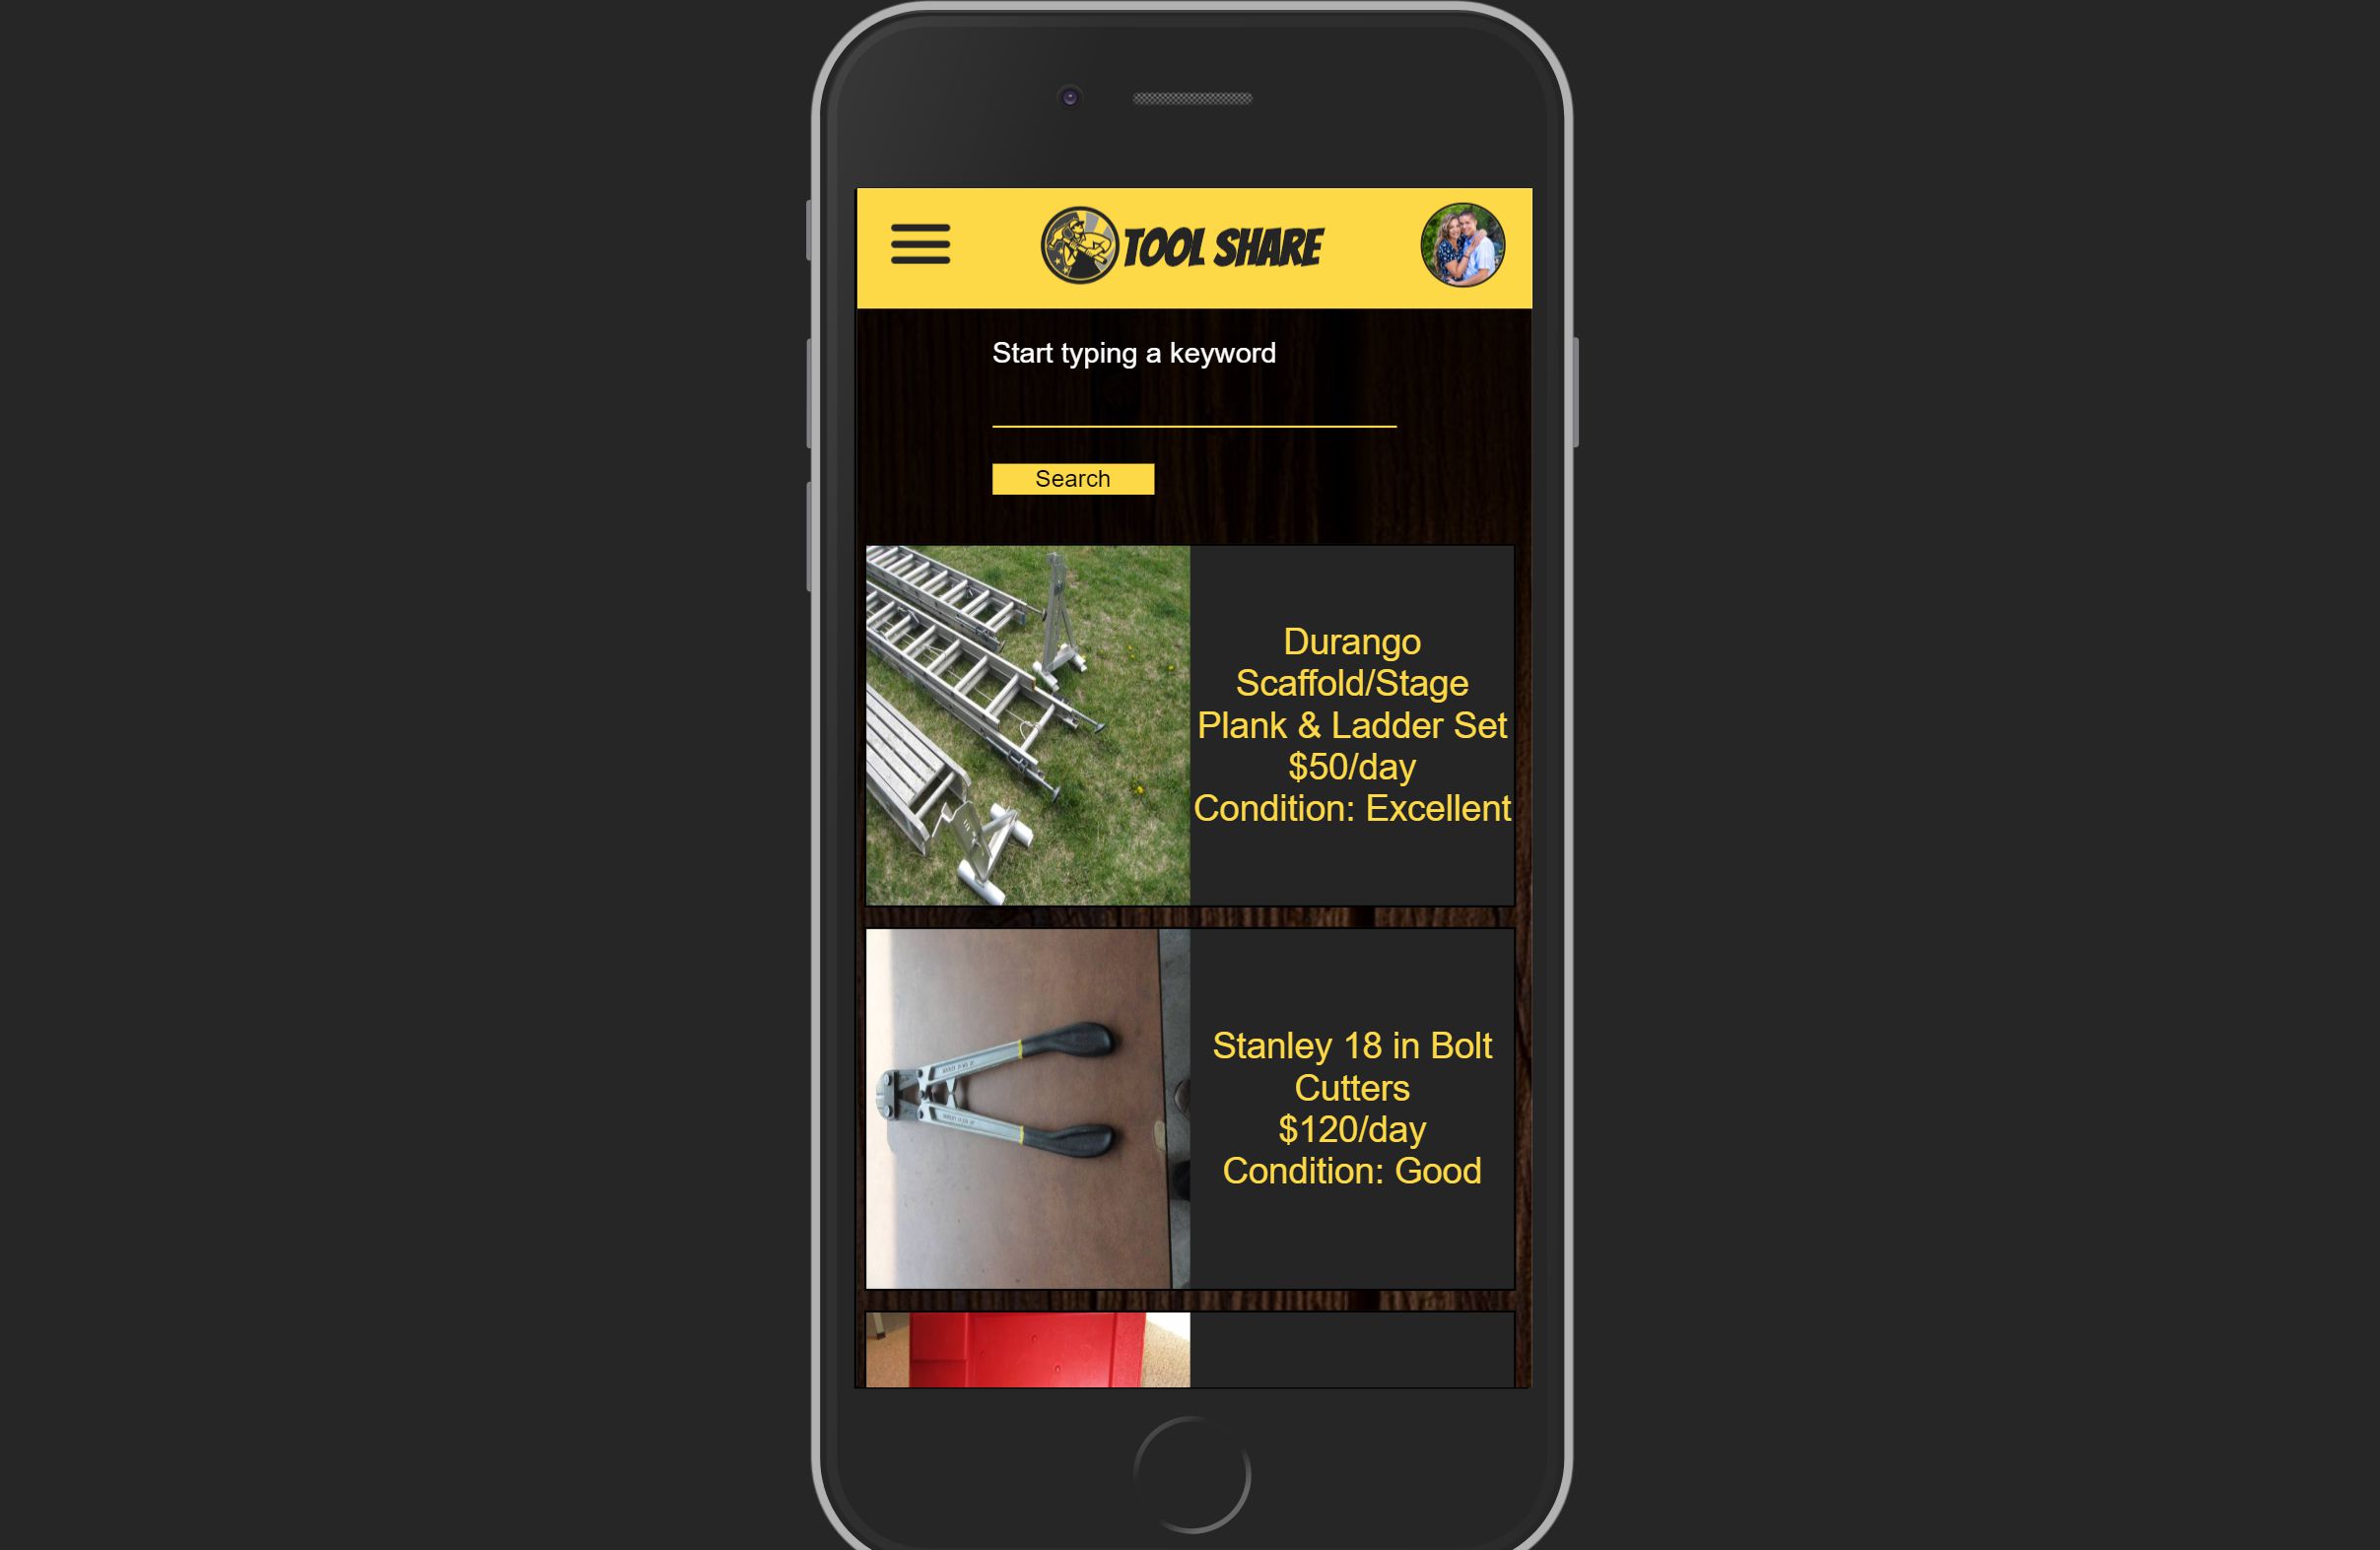 TOOL SHARE
Start typing a keyword
Search
Durango
Scaffold/Stage
Plank & Ladder Set
$50/day
Condition: Excellent
Stanley 18 in Bolt
Cutters
$120/day
Condition: Good